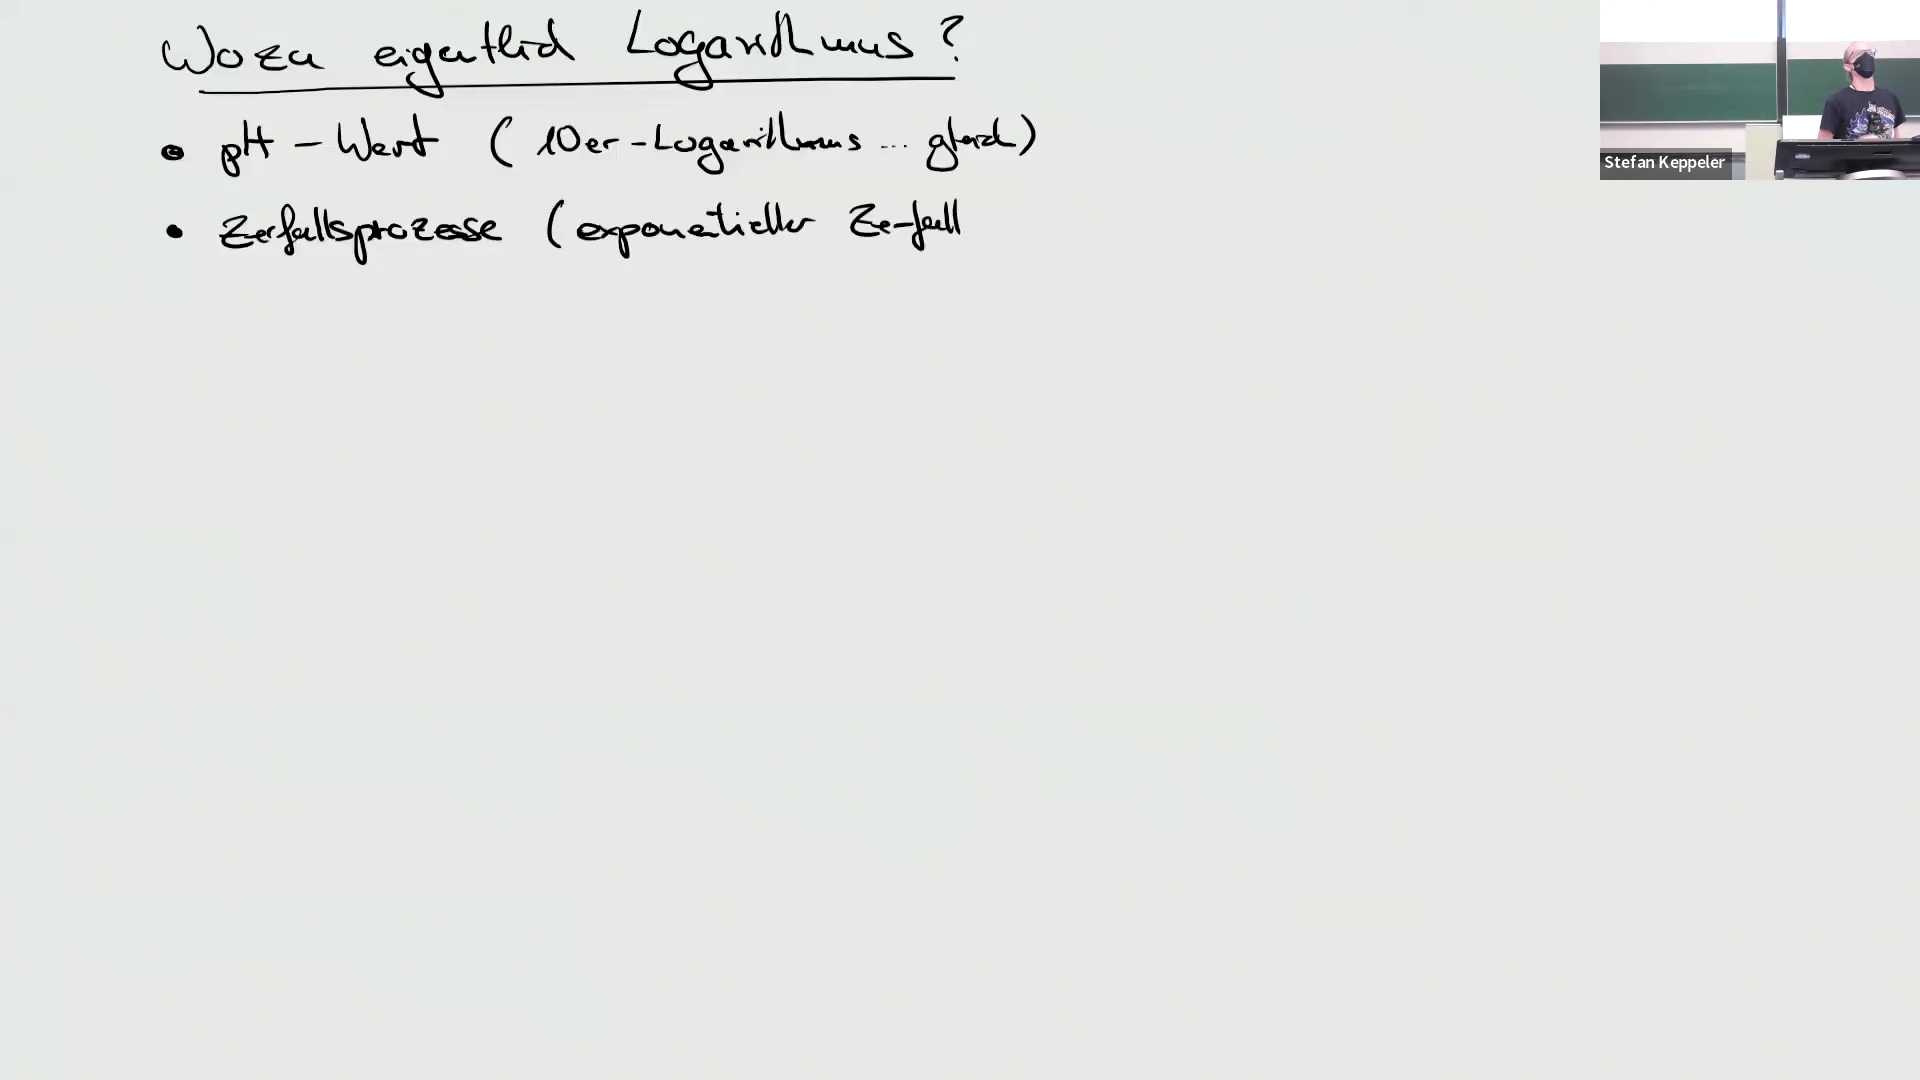 Wozu eigentlich Logarithmus?
• pH-Wert (10er-Logarithmus ... gleich)
• Zerfallsprozesse (exponentieller Zerfall
Stefan Keppeler